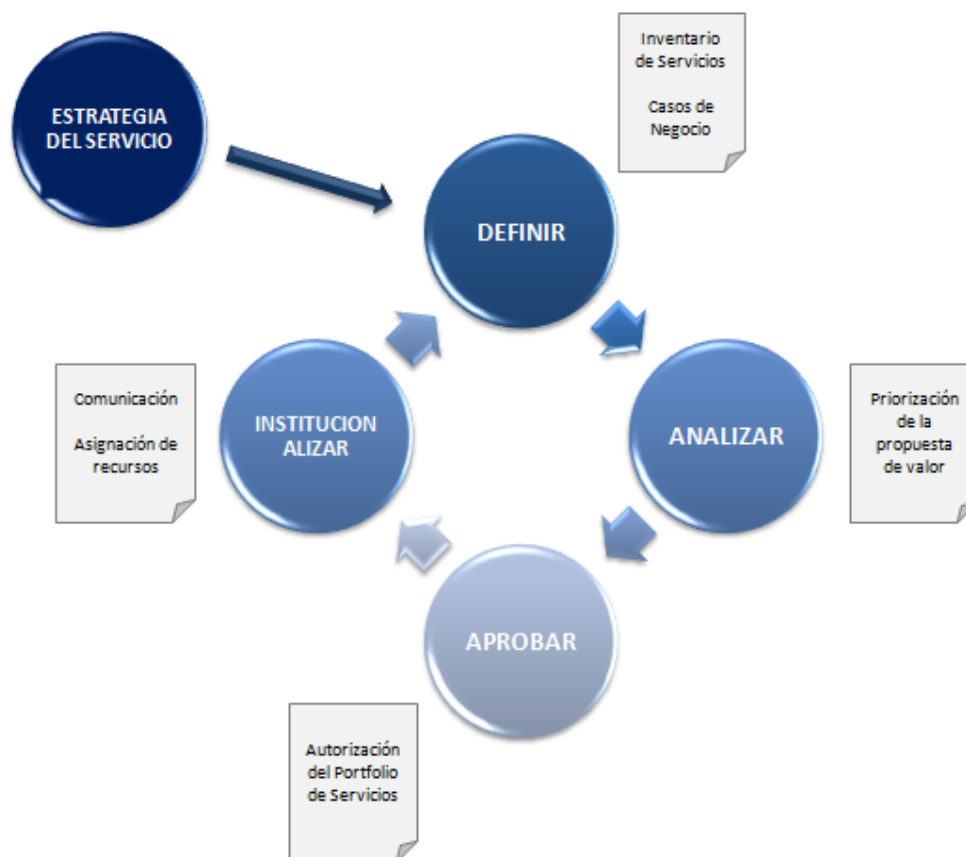 ESTRATEGIA
DEL SERVICIO
Inventario
de Servicios
Casos de
Negocio
DEFINIR
Comunicación
Asignación de
recursos
INSTITUCION
ALIZAR
ANALIZAR
Priorización
de la
propuesta
de valor
APROBAR
Autorización
del Portfolio
de Servicios